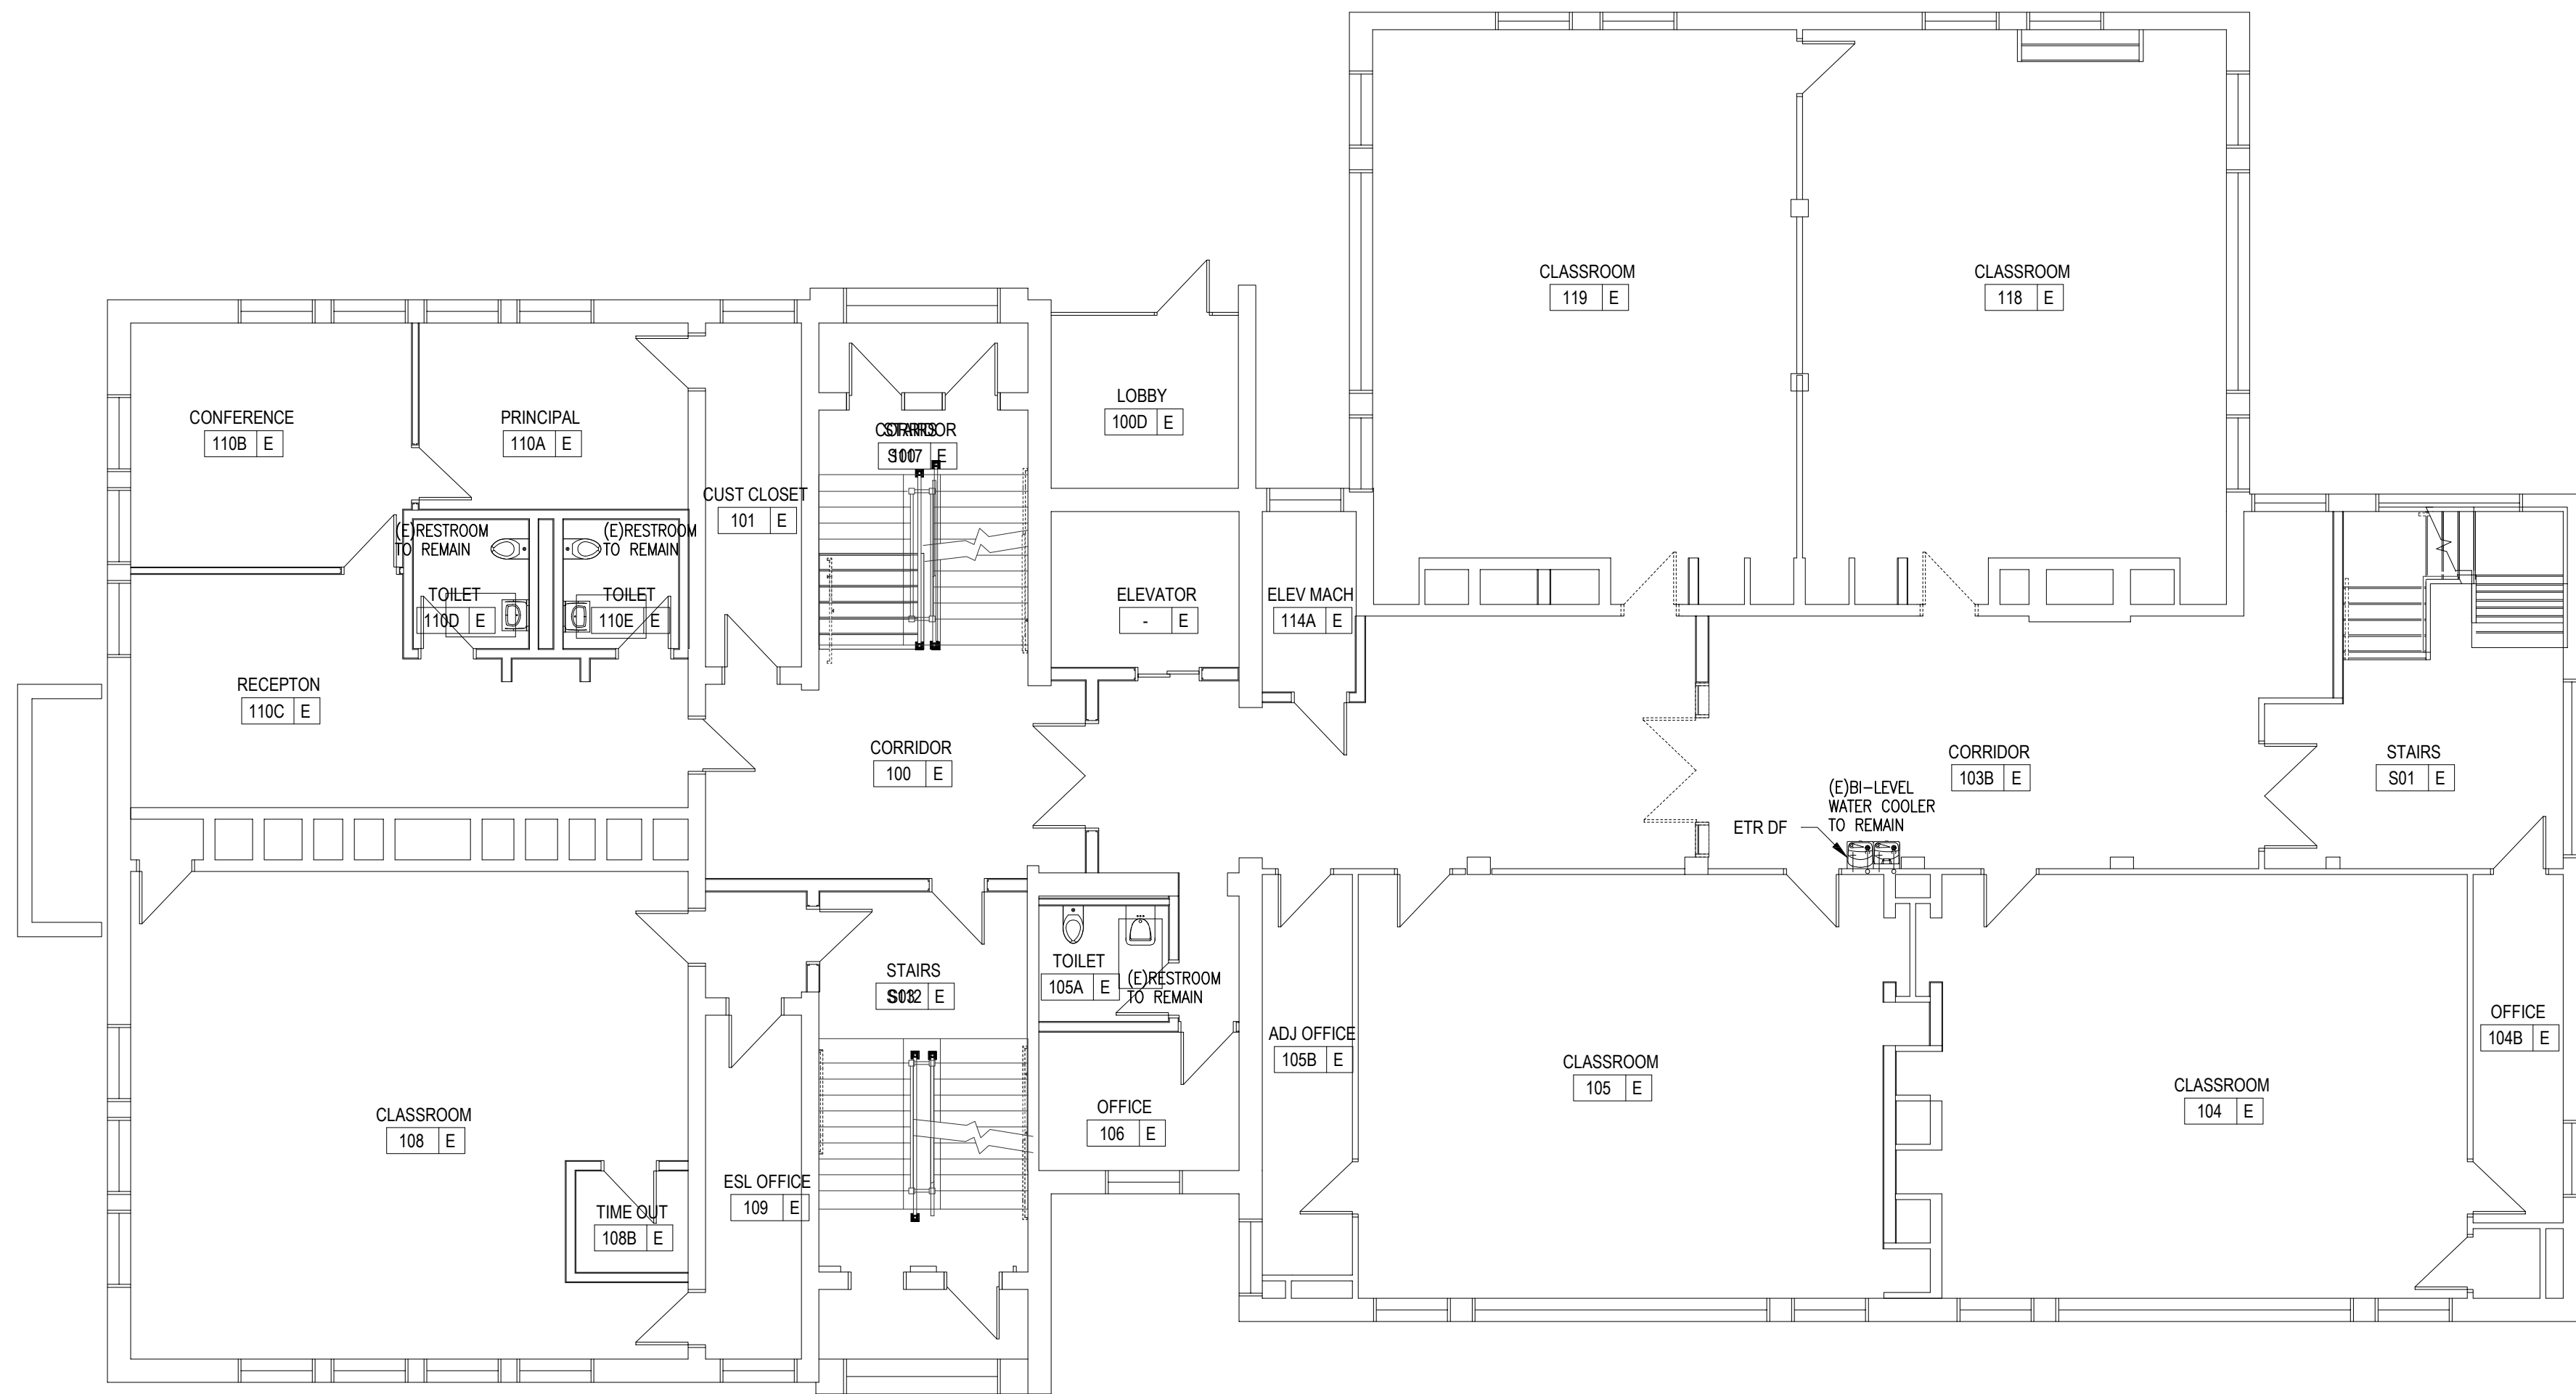 CLASSROOM
119 E
CLASSROOM
118 E
LOBBY
100D E
CONFERENCE
110B E
PRINCIPAL
110A E
CORRIDOR
STAIRS
E
CUST CLOSET
101 E
(E)RESTROOM
TO REMAIN
(E)RESTROOM
TO REMAIN
TOILET
110D E
TOILET
110E E
ELEVATOR
- E
ELEV MACH
114A E
RECEPTON
110C E
CORRIDOR
100 E
CORRIDOR
103B E
STAIRS
S01 E
(E)BI-LEVEL
WATER COOLER
TO REMAIN
ETR DF
STAIRS
E
TOILET
105A E
(E)RESTROOM
TO REMAIN
ADJ OFFICE
105B E
CLASSROOM
105 E
CLASSROOM
104 E
OFFICE
104B E
OFFICE
106 E
CLASSROOM
108 E
ESL OFFICE
109 E
TIME OUT
108B E